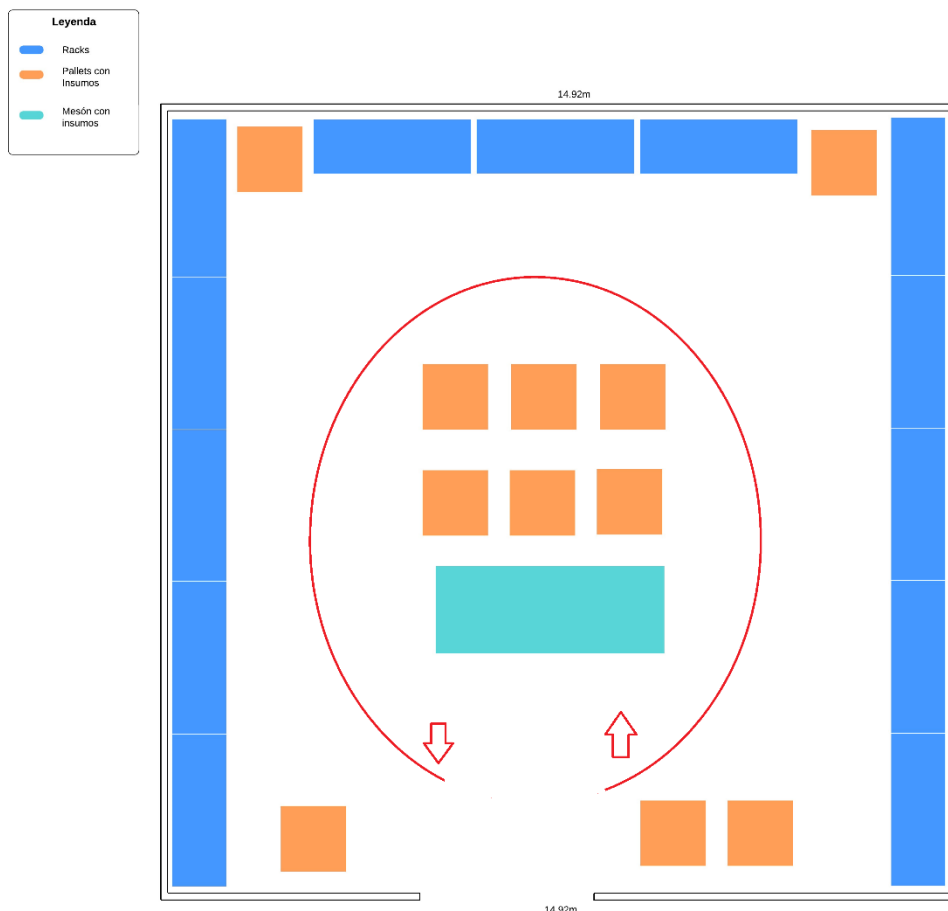 Leyenda
Racks
Pallets con
Insumos
Mesón con
insumos
14.92m
14.92m